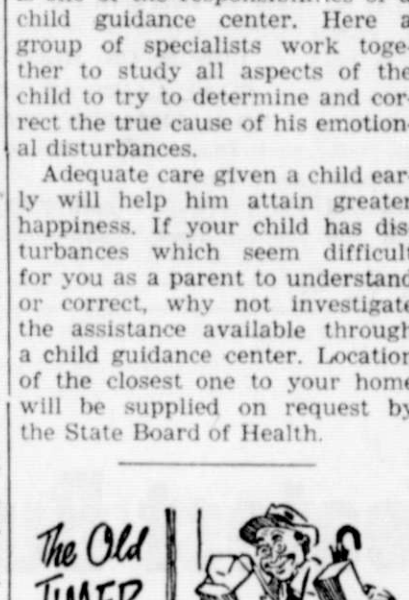 child guidance center. Here a
group of specialists work toge
ther to study all aspects of the
child to try to determine and cor
rect the true cause of his emotion
al disturbances.
Adequate care given a child ear
ly will help him attain greater
happiness. If your child has dis
turbances which seem difficult
for you as a parent to understand
or correct, why not investigate
the assistance available through
a child guidance center. Location
of the closest one to your home
will be supplied on request by
the State Board of Health.
The Old
TIMER